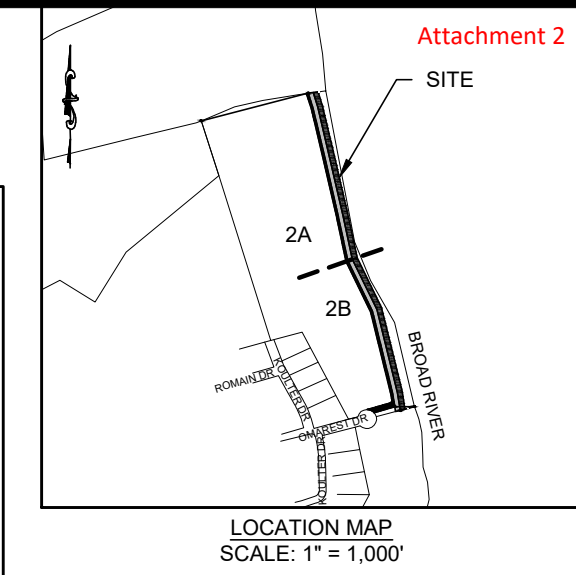 Attachment 2
SITE
2A
2B
BROAD RIVER
ROMAIN DR
KOULTER DR
OMAREST DR
KOULTER DR
LOCATION MAP
SCALE: 1" = 1,000'